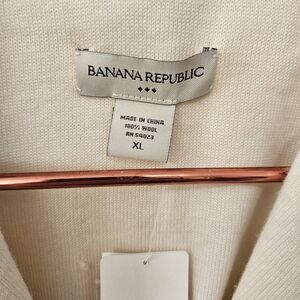 BANANA REPUBLIC
MADE IN CHINA
100% WOOL
RN 54023
XL